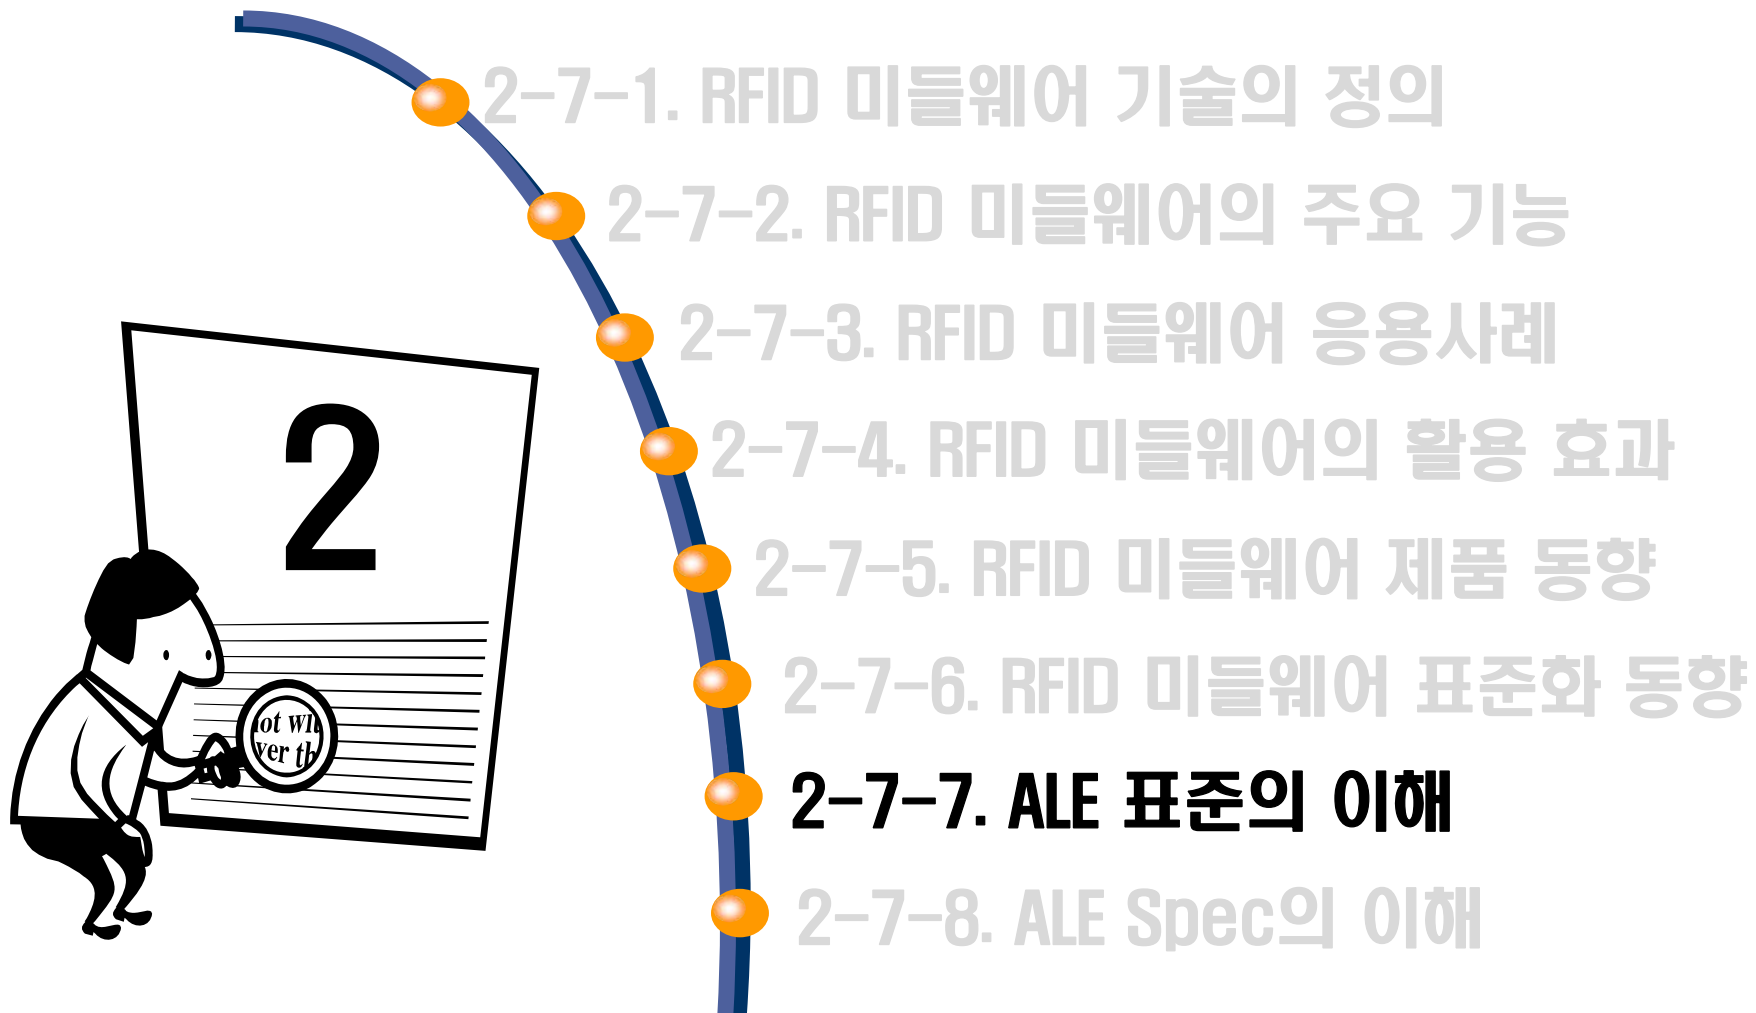 2-7-1. RFID 미들웨어 기술의 정의
2-7-2. RFID 미들웨어의 주요 기능
2-7-3. RFID 미들웨어 응용사례
2-7-4. RFID 미들웨어의 활용 효과
2-7-5. RFID 미들웨어 제품 동향
2-7-6. RFID 미들웨어 표준화 동향
2-7-7. ALE 표준의 이해
2-7-8. ALE Spec의 이해
2